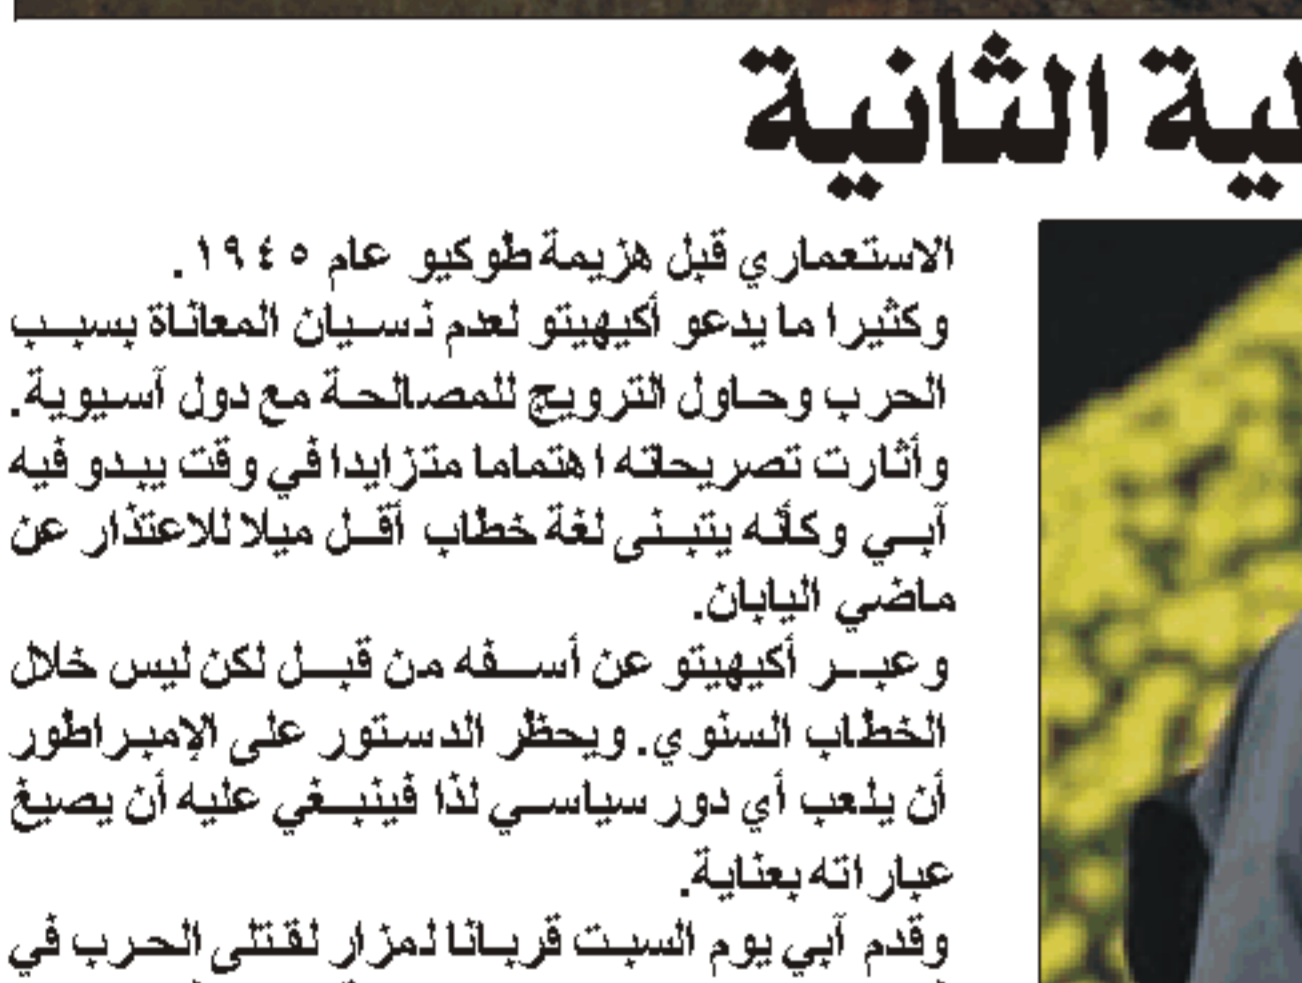 لية الثانية
الاستعماري قبل هزيمة طوكيو عام ١٩٤٥.
وكثيرا ما يدعو أكيهيتو لعدم نسيان المعاناة بسبب
الحرب وحاول الترويج للمصالحة مع دول آسيوية.
وأثارت تصريحاته اهتماما متزايدا في وقت يبدو فيه
آبي وكأنه يتبنى لغة خطاب أقل ميلا للاعتذار عن
ماضي اليابان.
وعبر أكيهيتو عن أسفه من قبل لكن ليس خلال
الخطاب السنوي. ويحظر الدستور على الإمبراطور
أن يلعب أي دور سياسي لذا فينبغي عليه أن يصيغ
عباراته بعناية.
وقدم آبي يوم السبت قربانا لمزار لقتلى الحرب في